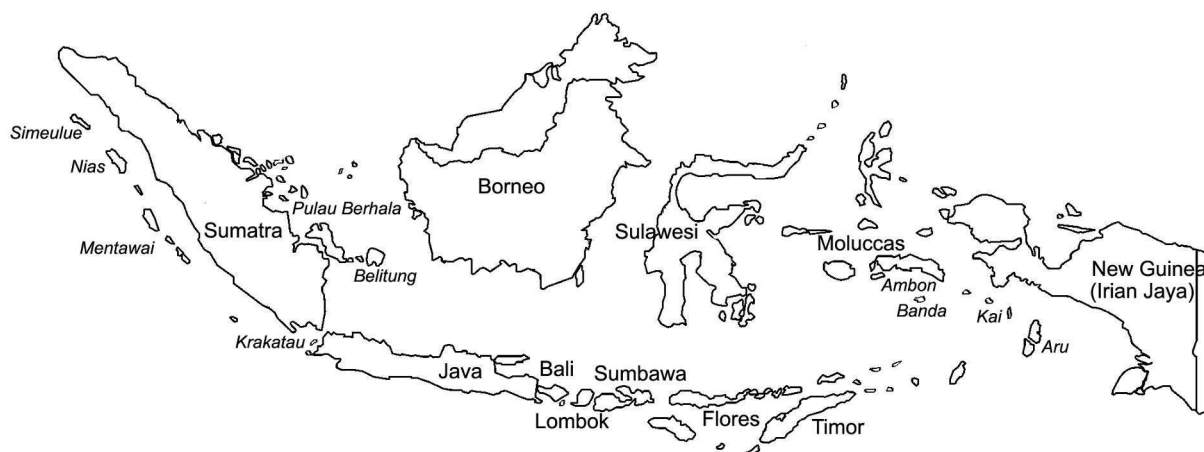 Simeulue
Nias
Mentawai
Sumatra
Pulau Berhala
Belitung
Borneo
Sulawesi
Moluccas
Ambon
Banda
Kai
Aru
New Guinea
(Irian Jaya)
Krakatau
Java
Bali
Lombok
Sumbawa
Flores
Timor